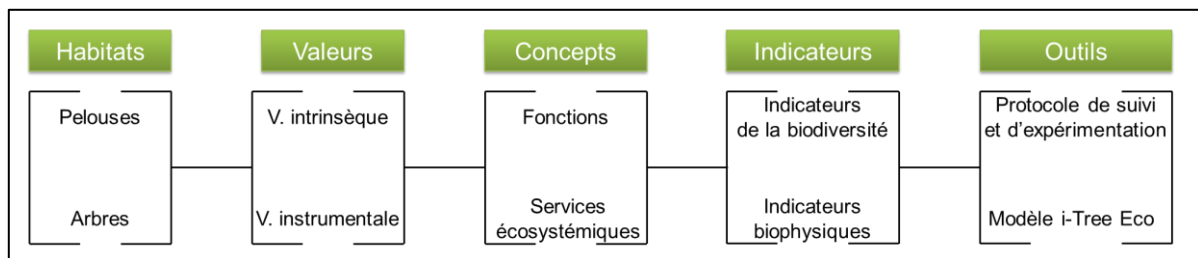 Habitats
Valeurs
Concepts
Indicateurs
Outils
Pelouses
V. intrinsèque
Fonctions
Indicateurs
de la biodiversité
Protocole de suivi
et d'expérimentation
Arbres
V. instrumentale
Services
écosystémiques
Indicateurs
biophysiques
Modèle i-Tree Eco